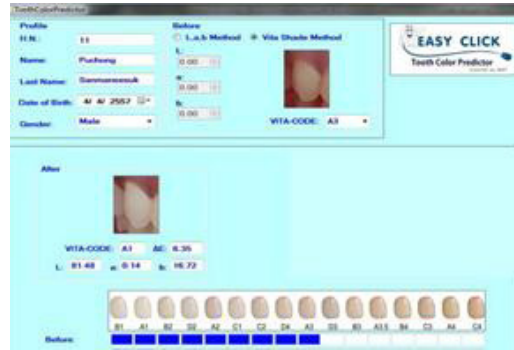 ToothColorPredictor
Profile
H.N.: 11
Name: Puchong
Last Name:
Date of Birth: 4/ 4/ 2557
Gender: Male
Before
L.a.b Method Vita Shade Method
L:
0.00
a:
0.00
b:
0.00
VITA-CODE: A3
EASY CLICK
Tooth Color Predictor
After
VITA-CODE: A1 ΔE: 6.35
L: 81.48 a: 0.14 b: 16.72
B1 A1 B2 D2 A2 C1 C2 D4 A3 D3 B3 A3.5 B4 C3 A4 C4
Before: